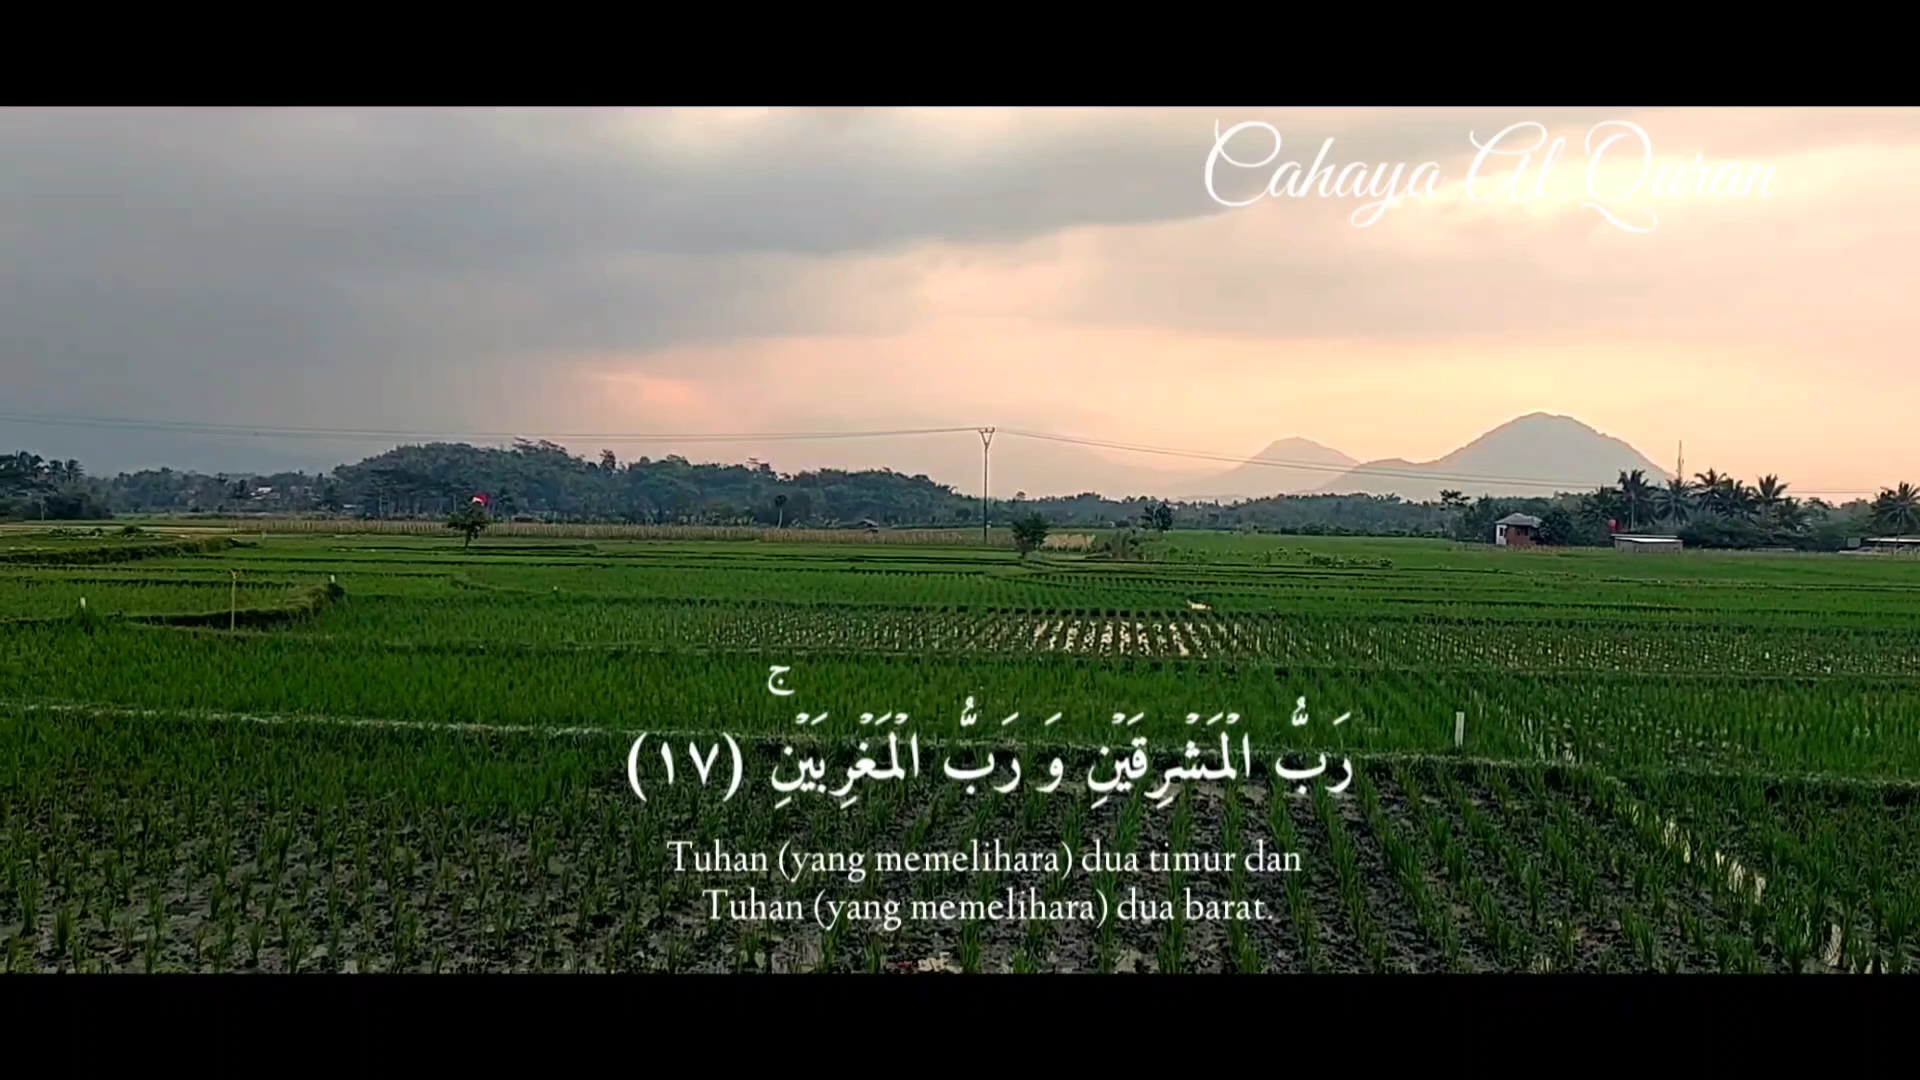 Cahaya Al Quran
رَبُّ الْمَشْرِقَيْنِ وَ رَبُّ الْمَغْرِبَيْنِۚ (١٧)
Tuhan (yang memelihara) dua timur dan
Tuhan (yang memelihara) dua barat.